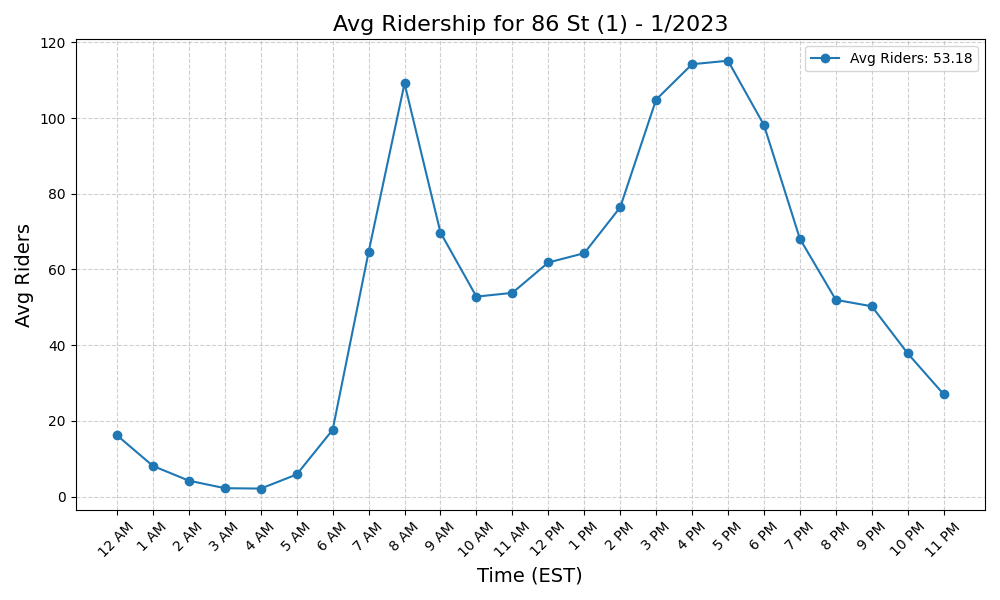 Avg Ridership for 86 St (1) - 1/2023
Avg Riders: 53.18
Avg Riders
120
100
80
60
40
20
0
12 AM
1 AM
2 AM
3 AM
4 AM
5 AM
6 AM
7 AM
8 AM
9 AM
10 AM
11 AM
12 PM
1 PM
2 PM
3 PM
4 PM
5 PM
6 PM
7 PM
8 PM
9 PM
10 PM
11 PM
Time (EST)